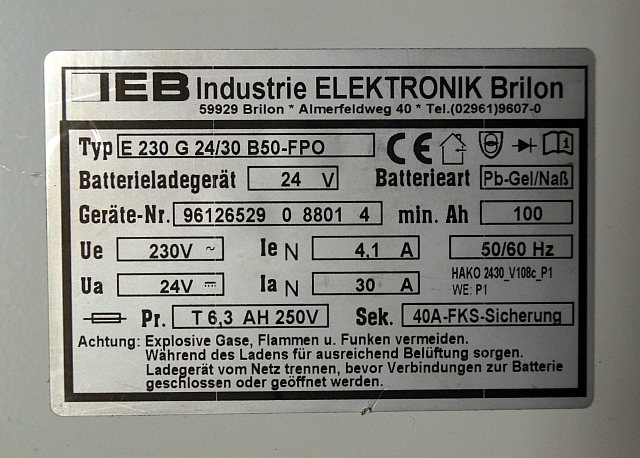 IEB Industrie ELEKTRONIK Brilon
59929 Brilon * Almerfeldweg 40 * Tel.(02961)9607-0
Typ E 230 G 24/30 B50-FPO CE
Batterieladegerät 24 V Batterieart Pb-Gel/Naß
Geräte-Nr. 96126529 0 8801 4 min. Ah 100
Ue 230V ~ Ie N 4,1 A 50/60 Hz
Ua 24V Ia N 30 A HAKO 2430_V108c_P1
WE: P1
Pr. T 6,3 AH 250V Sek. 40A-FKS-Sicherung
Achtung: Explosive Gase, Flammen u. Funken vermeiden.
Während des Ladens für ausreichend Belüftung sorgen.
Ladegerät vom Netz trennen, bevor Verbindungen zur Batterie
geschlossen oder geöffnet werden.